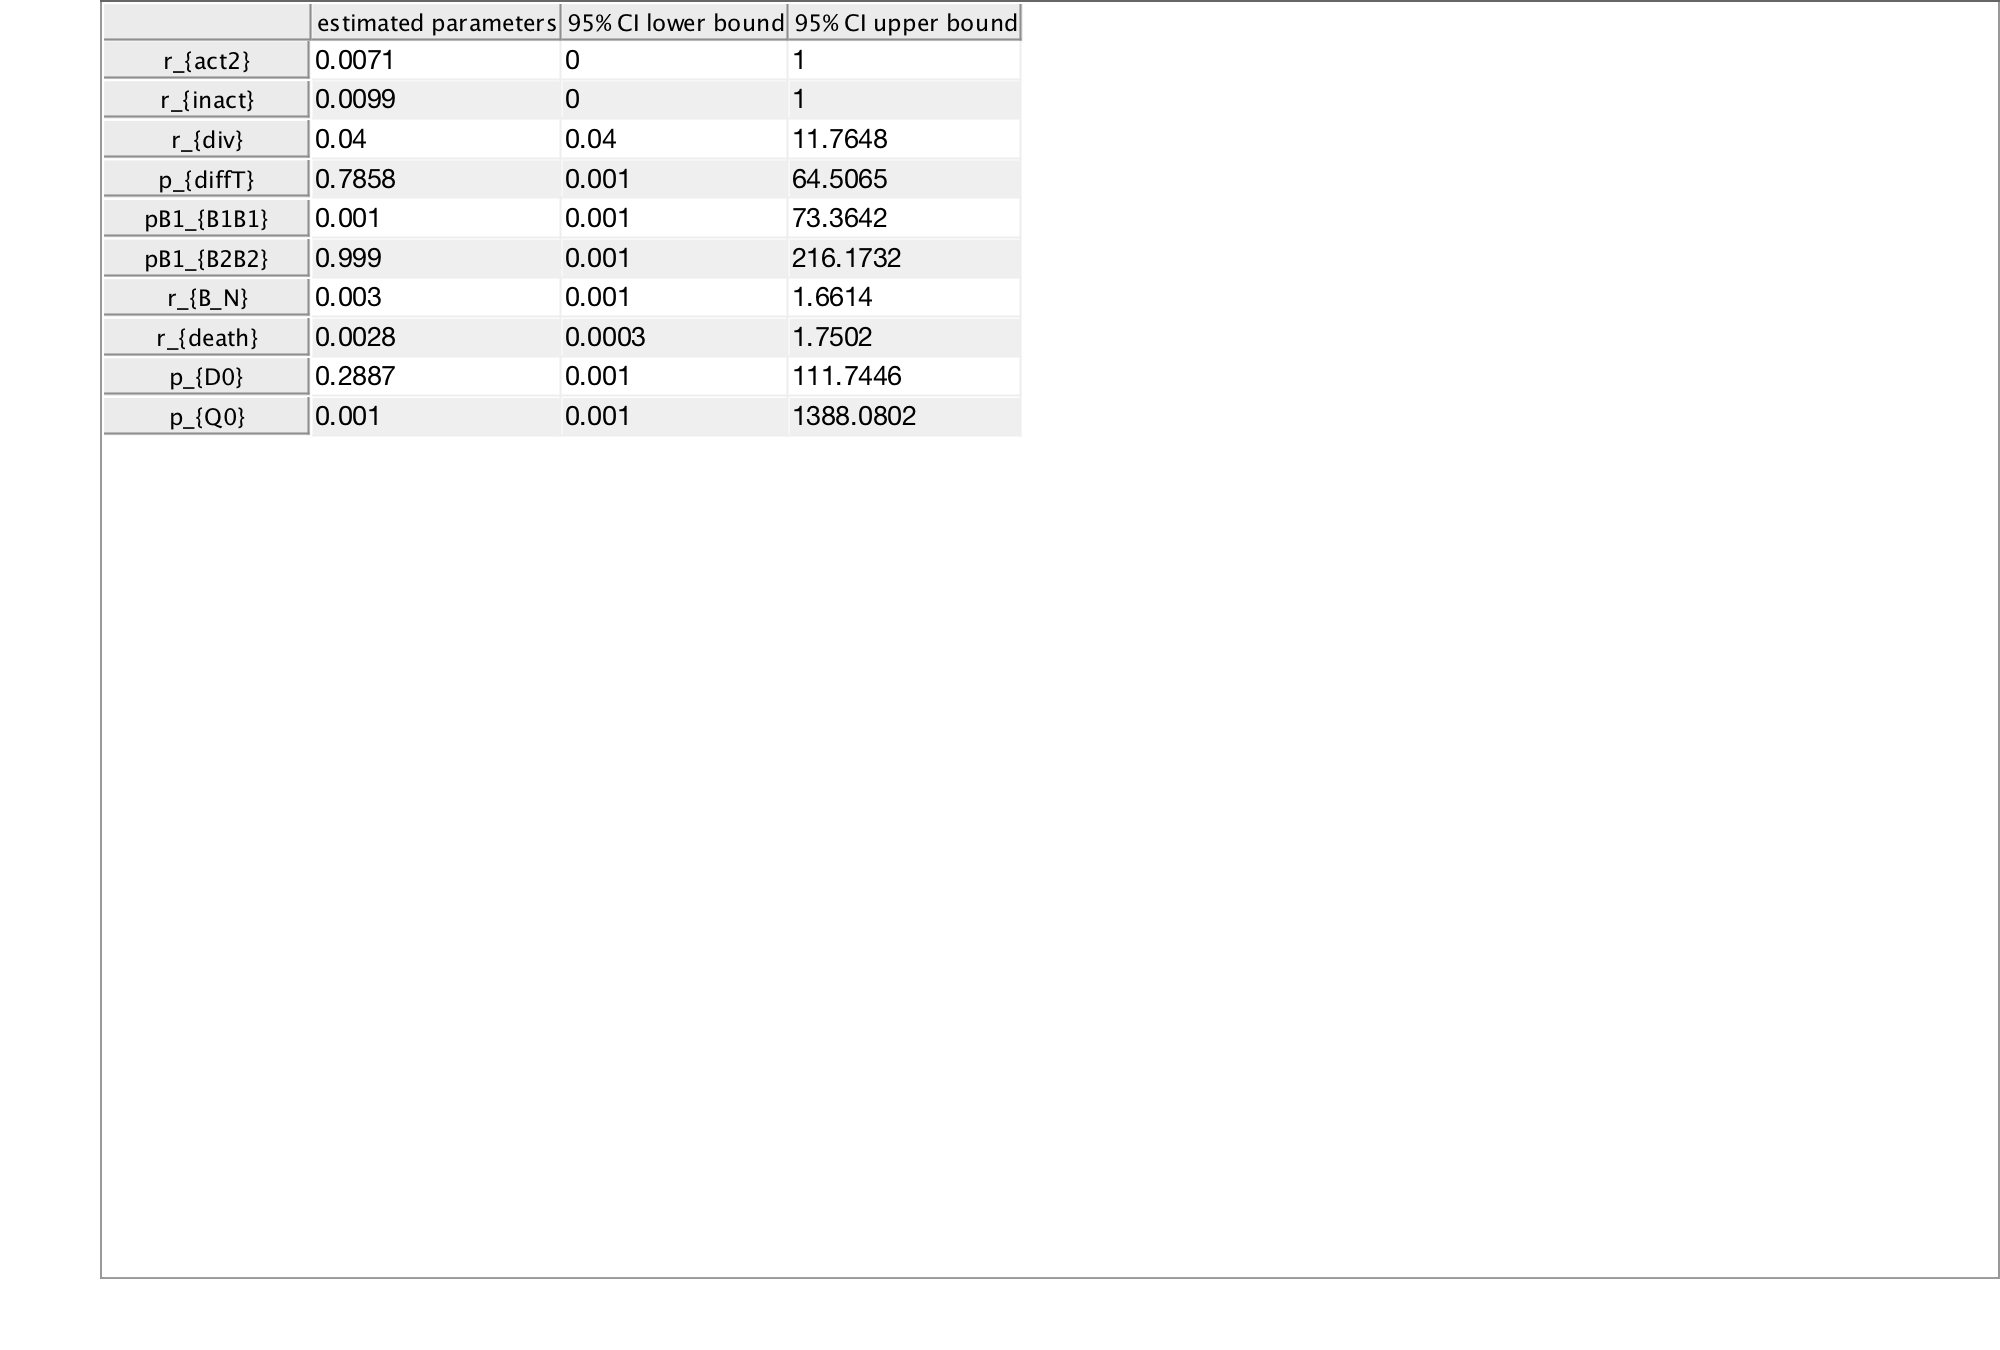 estimated parameters 95% CI lower bound 95% CI upper bound
r_{act2} 0.0071 0 1
r_{inact} 0.0099 0 1
r_{div} 0.04 0.04 11.7648
p_{diffT} 0.7858 0.001 64.5065
pB1_{B1B1} 0.001 0.001 73.3642
pB1_{B2B2} 0.999 0.001 216.1732
r_{B_N} 0.003 0.001 1.6614
r_{death} 0.0028 0.0003 1.7502
p_{D0} 0.2887 0.001 111.7446
p_{Q0} 0.001 0.001 1388.0802